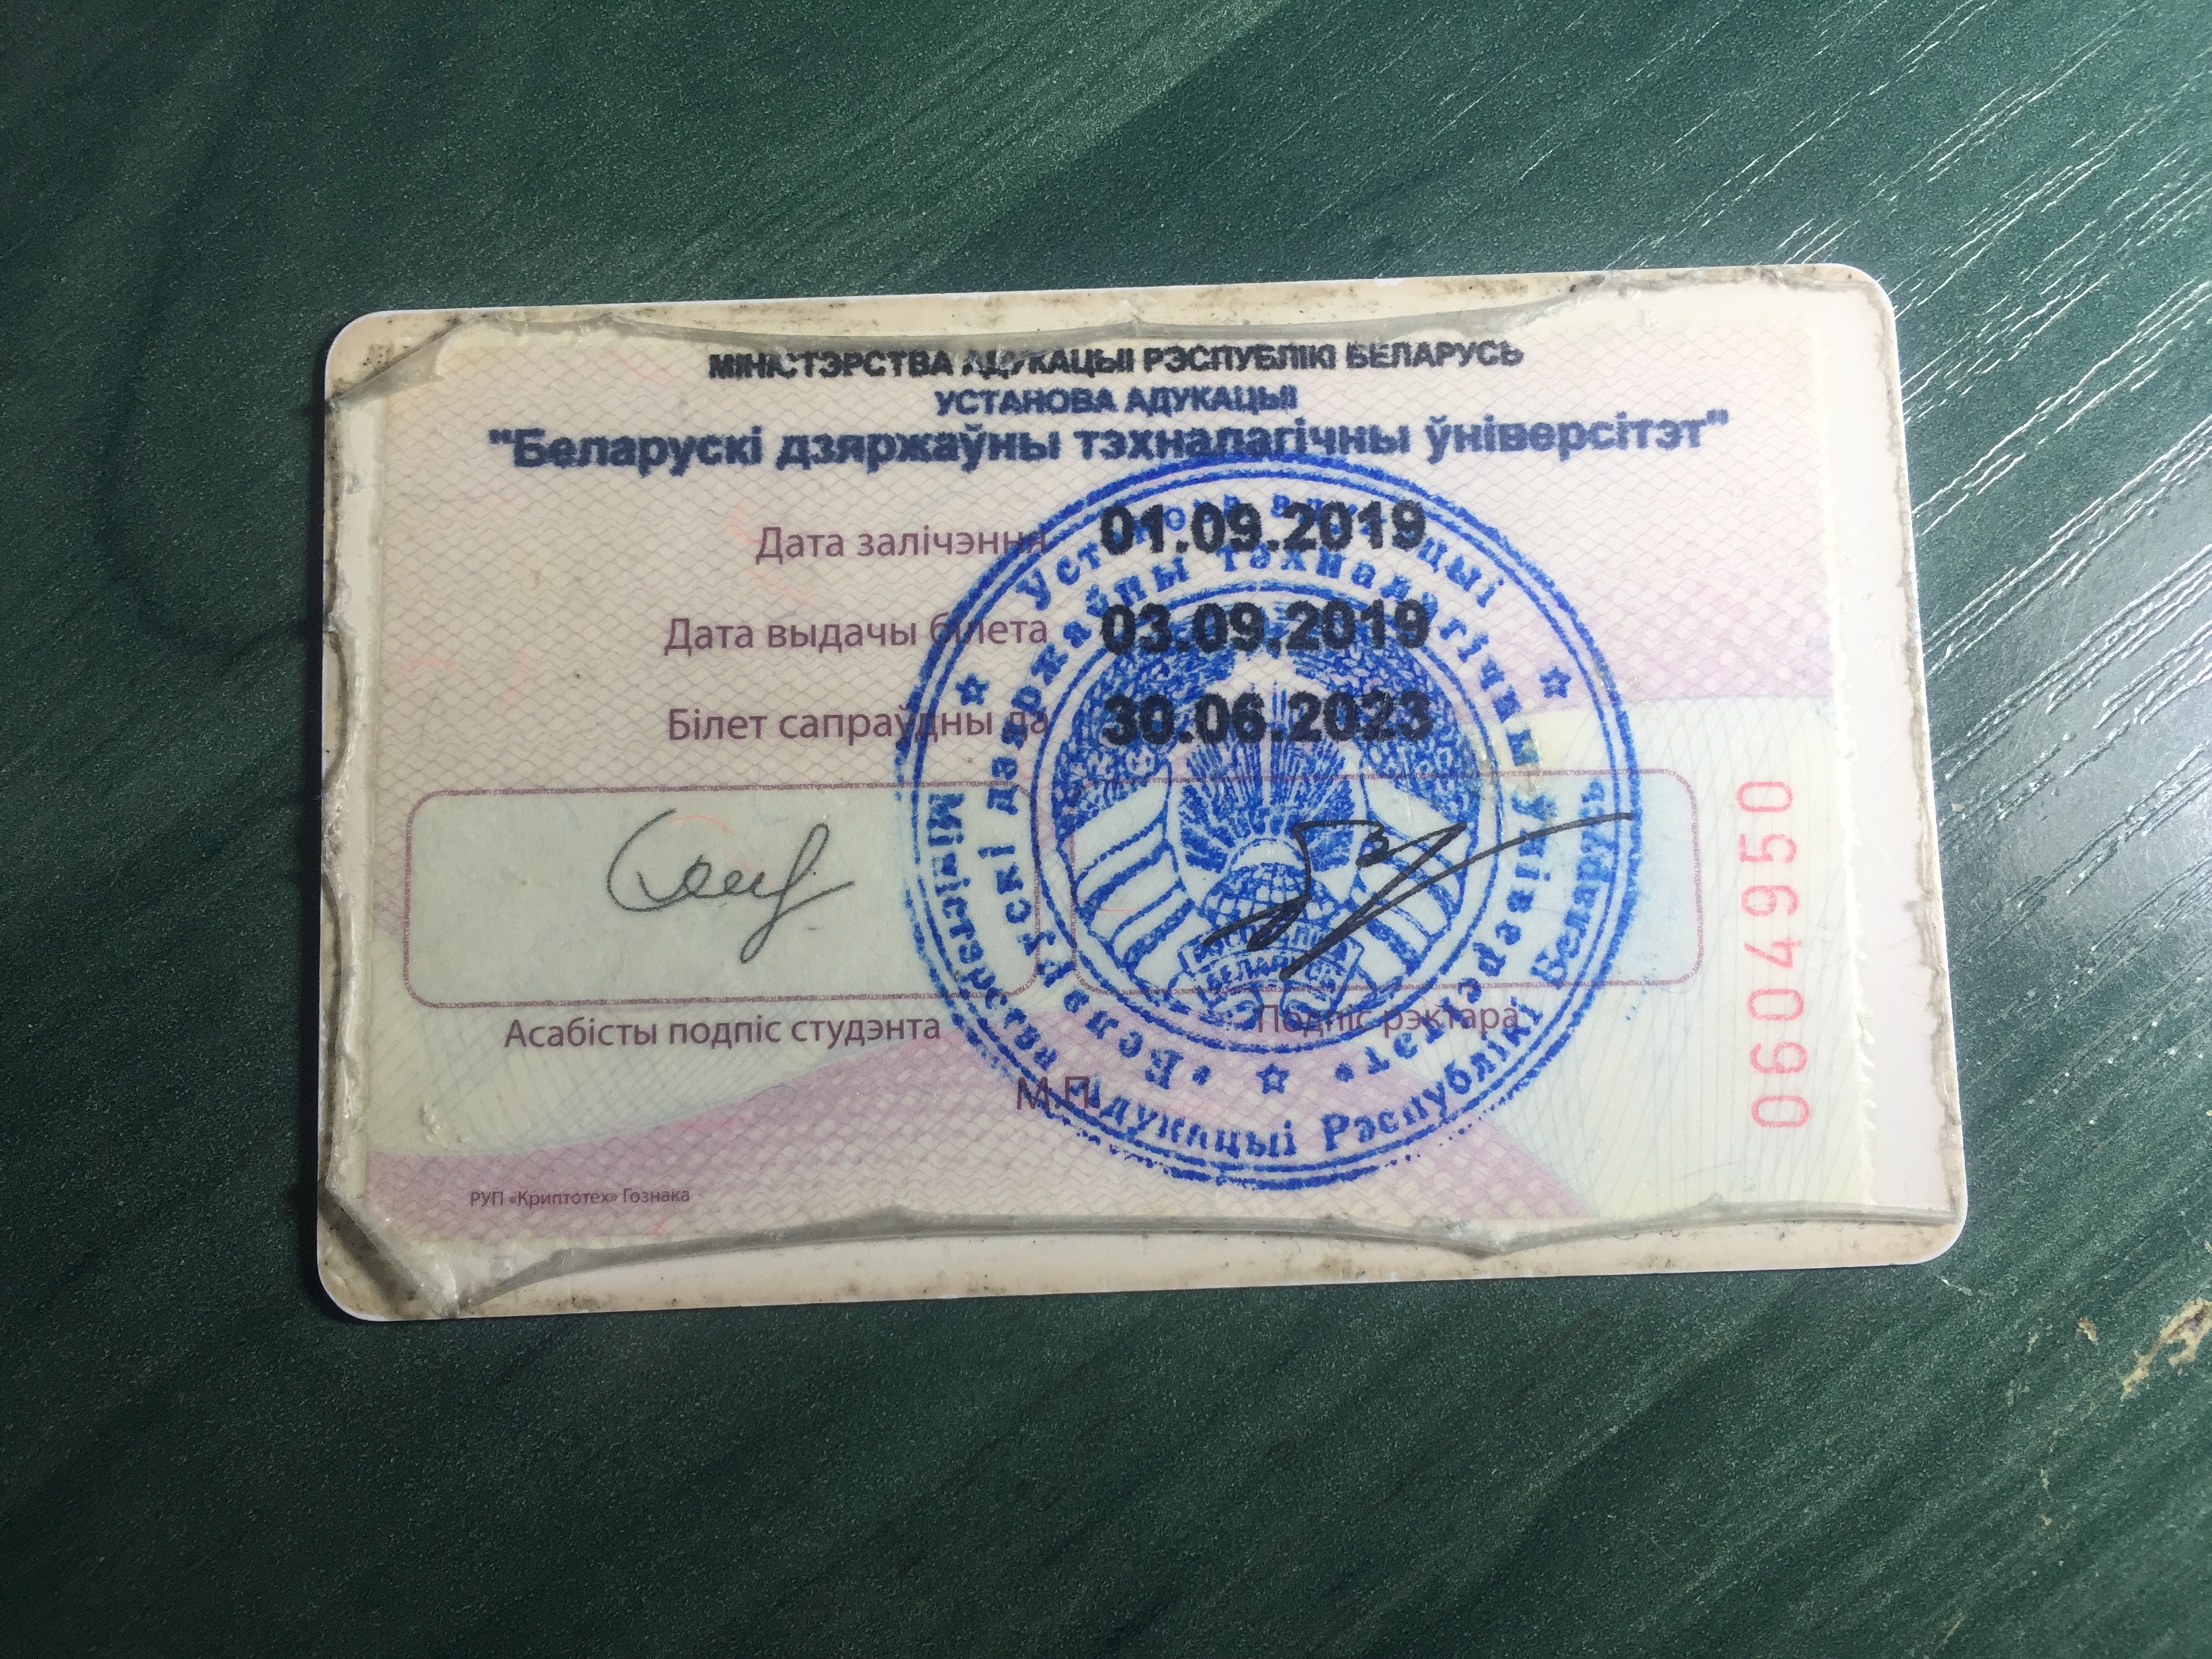 МІНІСТЭРСТВА АДУКАЦЫІ РЭСПУБЛІКІ БЕЛАРУСЬ
УСТАНОВА АДУКАЦЫІ
"Беларускі дзяржаўны тэхналагічны ўніверсітэт"
Дата залічэння 01.09.2019
Дата выдачы білета 03.09.2019
Білет сапраўдны да 30.06.2023
Асабісты подпіс студэнта
Подпіс рэктара
М.П.
РУП «Криптотех» Гознака
0604950
Міністэрства адукацыі Рэспублікі Беларусь
Установа адукацыі
Беларускі дзяржаўны тэхналагічны ўніверсітэт